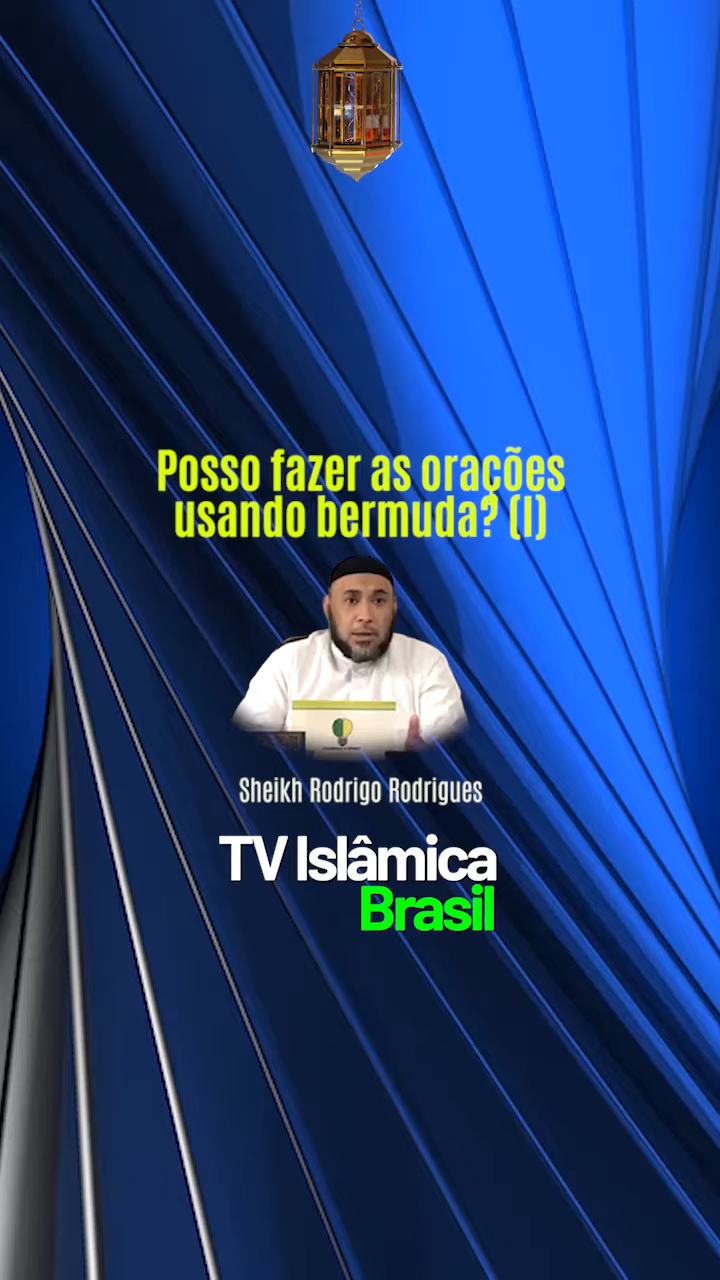 Posso fazer as orações
usando bermuda? (I)
Sheikh Rodrigo Rodrigues
TV Islâmica
Brasil